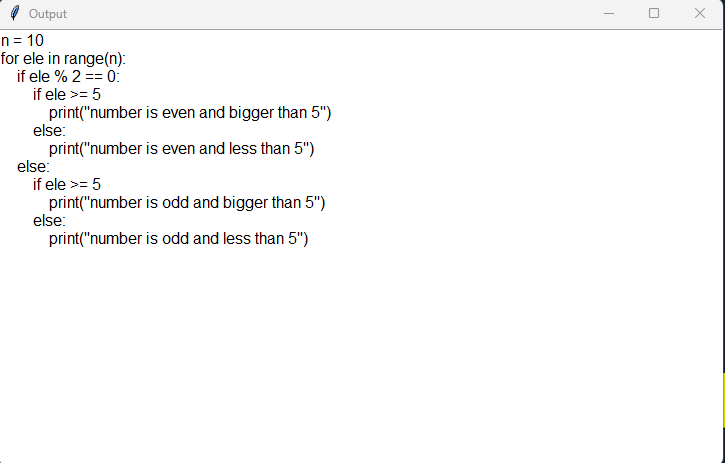 Output
n = 10
for ele in range(n):
    if ele % 2 == 0:
        if ele >= 5
            print("number is even and bigger than 5")
        else:
            print("number is even and less than 5")
    else:
        if ele >= 5
            print("number is odd and bigger than 5")
        else:
            print("number is odd and less than 5")